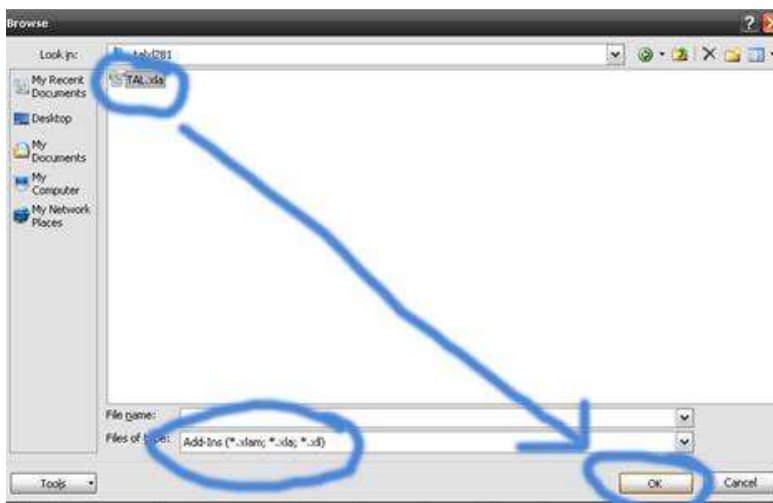 Browse
Look in:
TAL.xla
My Recent
Documents
Desktop
My
Documents
My
Computer
My Network
Places
File name:
Files of type: Add-Ins (*.xlam; *.xla; *.xll)
Tools
OK
Cancel